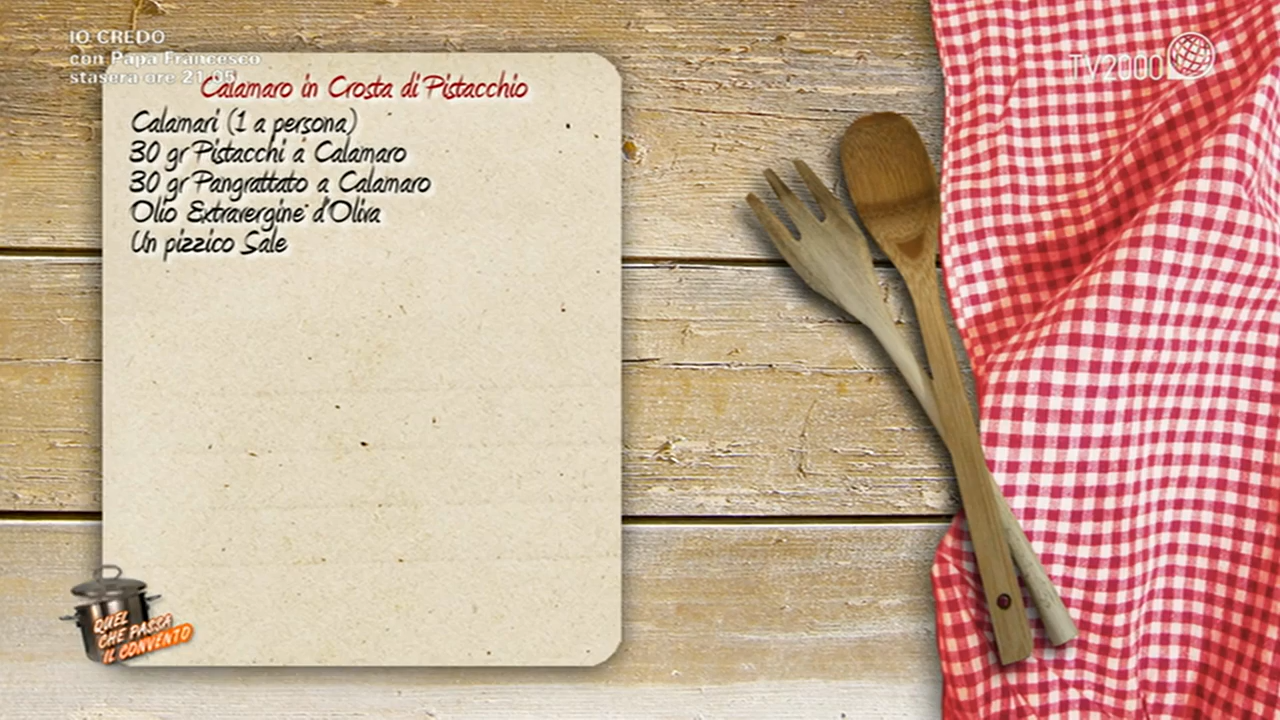 IO CREDO
con Papa Francesco
stasera ore 21.05
TV2000
Calamaro in Crosta di Pistacchio
Calamari (1 a persona)
30 gr Pistacchi a Calamaro
30 gr Pangrattato a Calamaro
Olio Extravergine d'Oliva
Un pizzico Sale
QUEL
CHE PASSA
IL CONVENTO